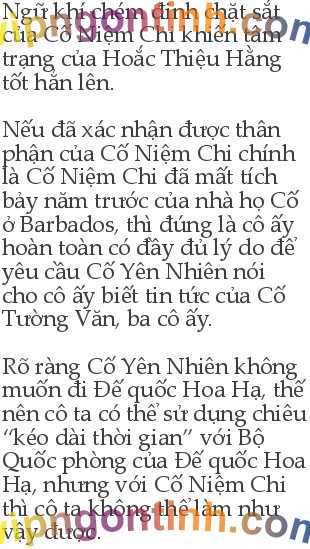 Ngữ khí chém đinh chặt sắt
của Cố Niệm Chi khiến tâm
trạng của Hoắc Thiệu Hằng
tốt hẳn lên.
Nếu đã xác nhận được thân
phận của Cố Niệm Chi chính
là Cố Niệm Chi đã mất tích
bảy năm trước của nhà họ Cố
ở Barbados, thì đúng là cô ấy
hoàn toàn có đầy đủ lý do để
yêu cầu Cố Yên Nhiên nói
cho cô ấy biết tin tức của Cố
Tường Văn, ba cô ấy.
Rõ ràng Cố Yên Nhiên không
muốn đi Đế quốc Hoa Hạ, thế
nên cô ta có thể sử dụng chiêu
“kéo dài thời gian” với Bộ
Quốc phòng của Đế quốc Hoa
Hạ, nhưng với Cố Niệm Chi
thì cô ta không thể làm như
vậy được.
vipngontinh.com
vipngontinh.com